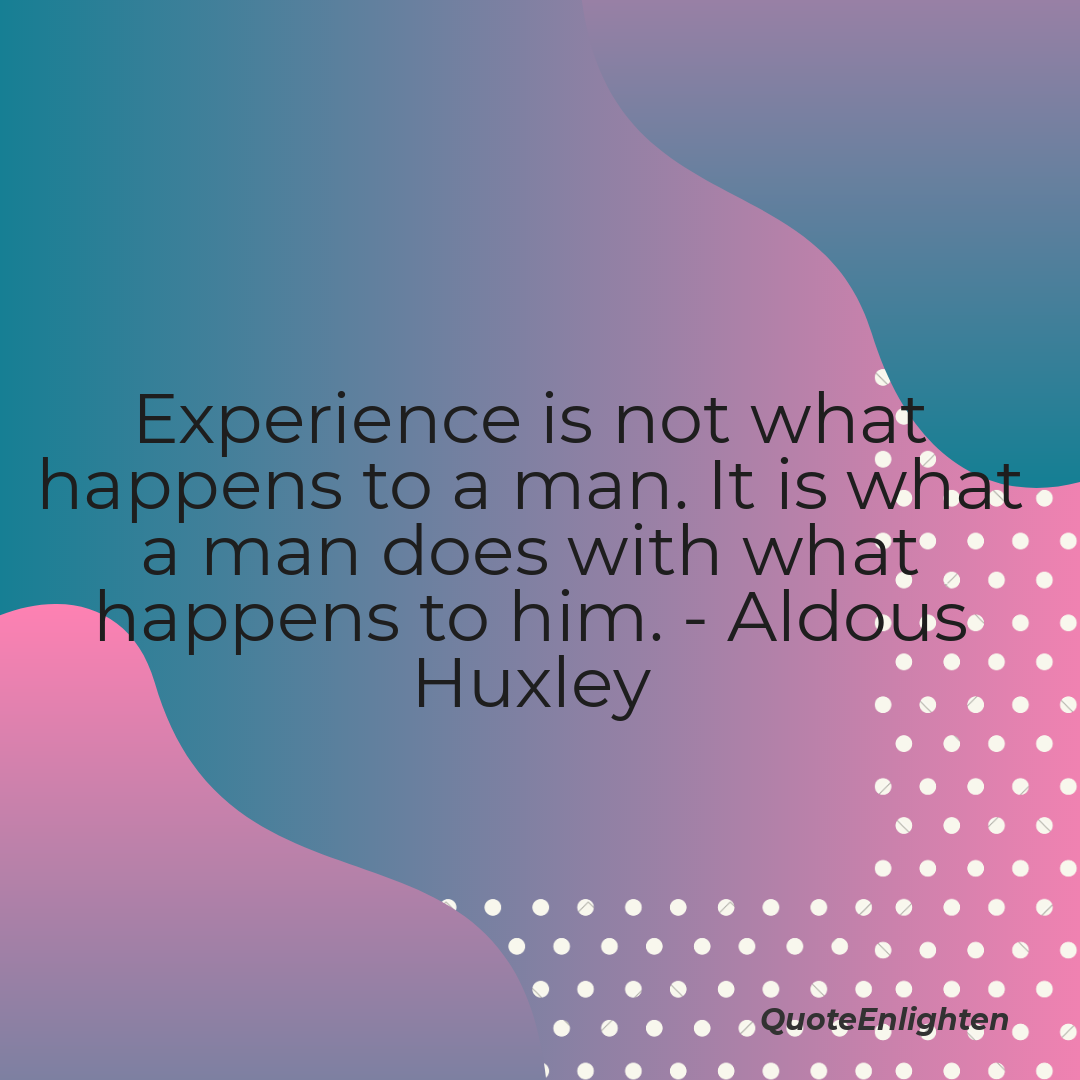 Experience is not what
happens to a man. It is what
a man does with what
happens to him. - Aldous
Huxley
QuoteEnlighten